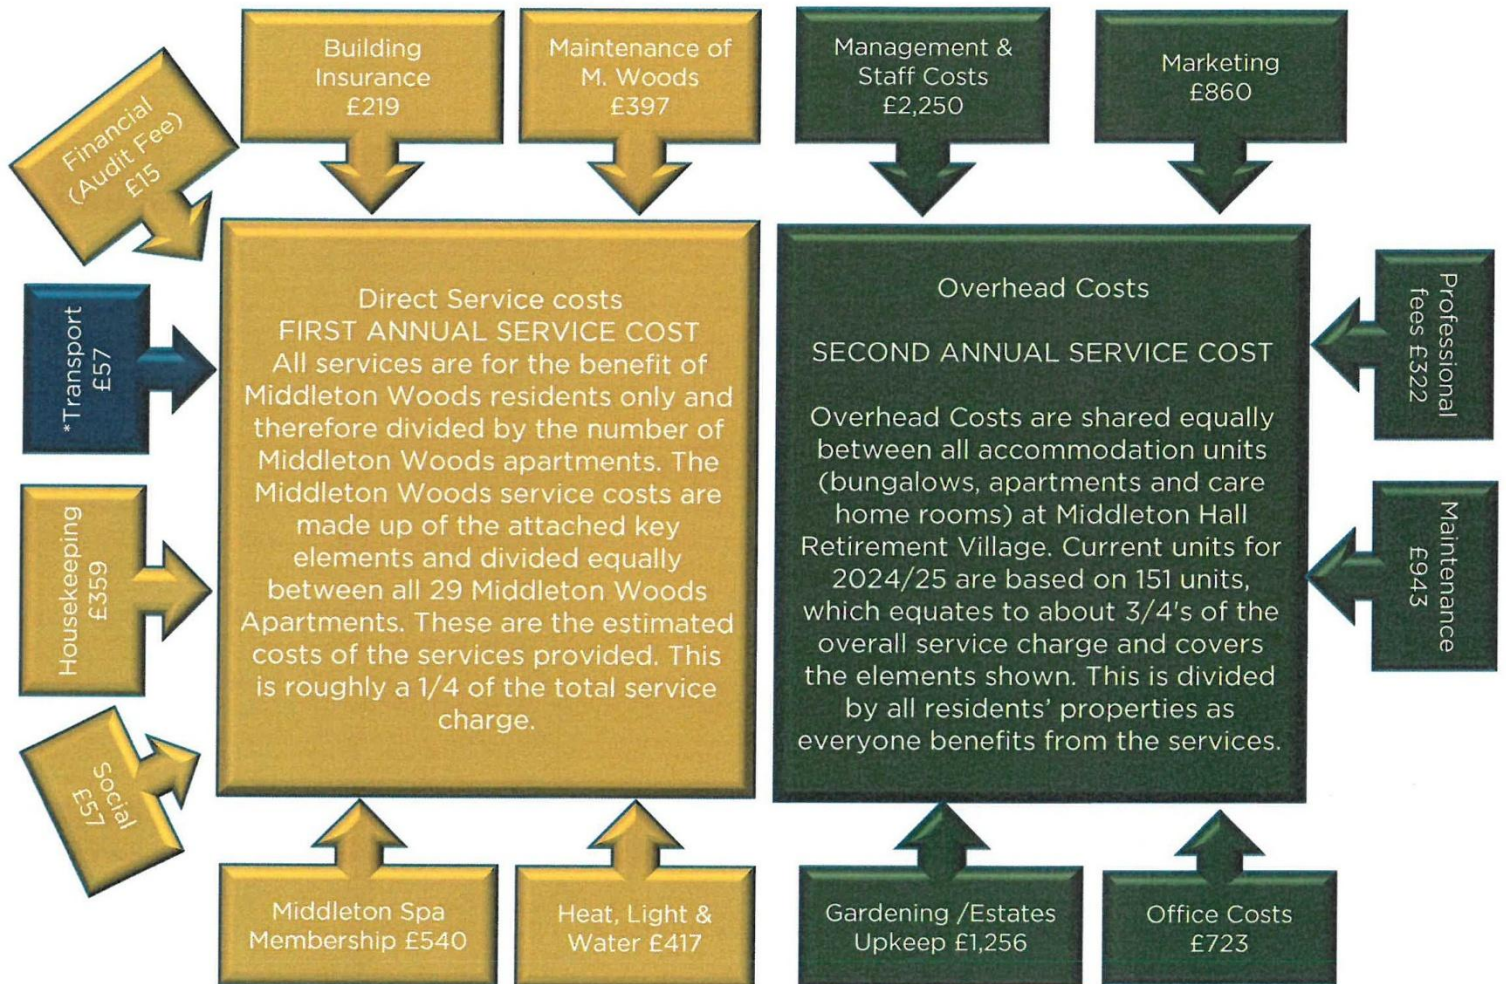 Building
Insurance
£219
Maintenance of
M. Woods
£397
Management &
Staff Costs
£2,250
Marketing
£860
Financial
(Audit Fee)
£15
*Transport
£57
Housekeeping
£359
Social
£57
Direct Service costs
FIRST ANNUAL SERVICE COST
All services are for the benefit of
Middleton Woods residents only and
therefore divided by the number of
Middleton Woods apartments. The
Middleton Woods service costs are
made up of the attached key
elements and divided equally
between all 29 Middleton Woods
Apartments. These are the estimated
costs of the services provided. This
is roughly a 1/4 of the total service
charge.
Overhead Costs
SECOND ANNUAL SERVICE COST
Overhead Costs are shared equally
between all accommodation units
(bungalows, apartments and care
home rooms) at Middleton Hall
Retirement Village. Current units for
2024/25 are based on 151 units,
which equates to about 3/4's of the
overall service charge and covers
the elements shown. This is divided
by all residents' properties as
everyone benefits from the services.
Professional
fees £322
Maintenance
£943
Middleton Spa
Membership £540
Heat, Light &
Water £417
Gardening /Estates
Upkeep £1,256
Office Costs
£723